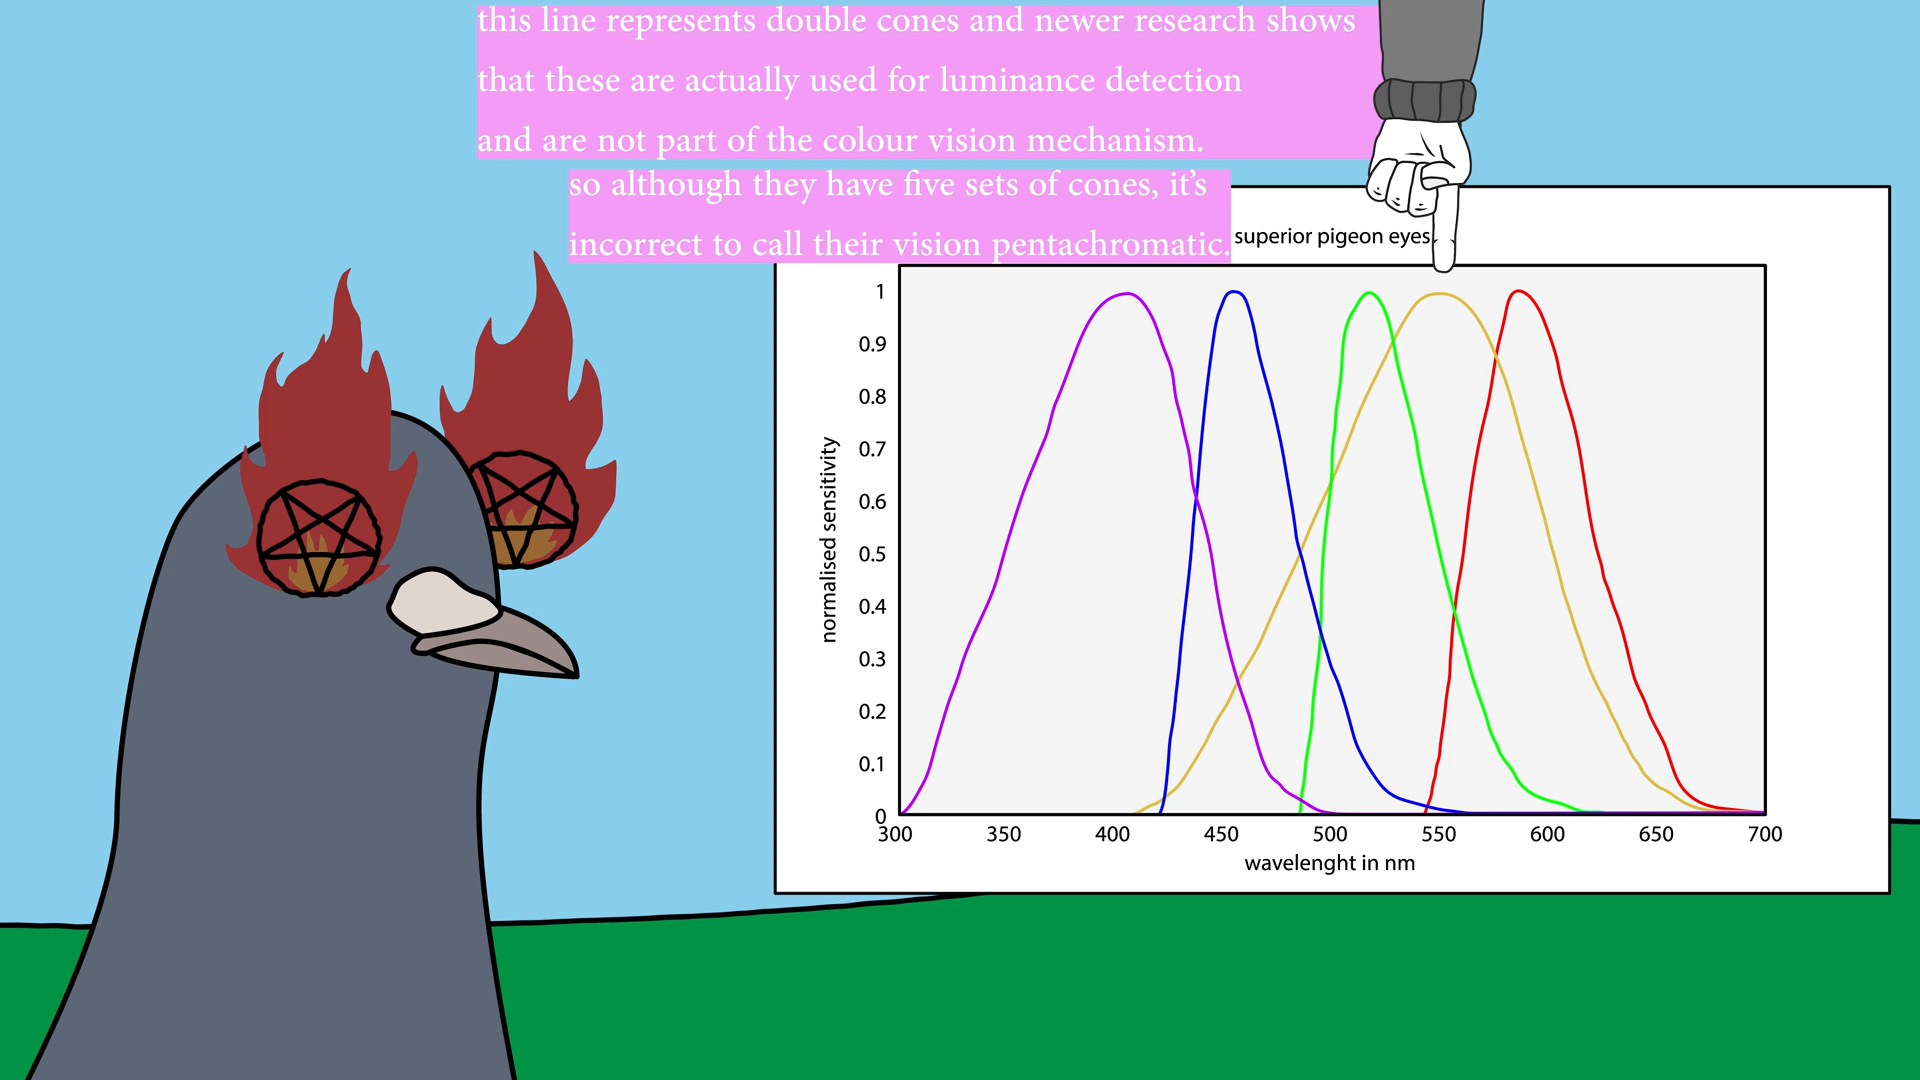 this line represents double cones and newer research shows
that these are actually used for luminance detection
and are not part of the colour vision mechanism.
so although they have five sets of cones, it's
incorrect to call their vision pentachromatic.
superior pigeon eyes
1
0.9
0.8
0.7
0.6
0.5
0.4
0.3
0.2
0.1
0
normalised sensitivity
300 350 400 450 500 550 600 650 700
wavelenght in nm